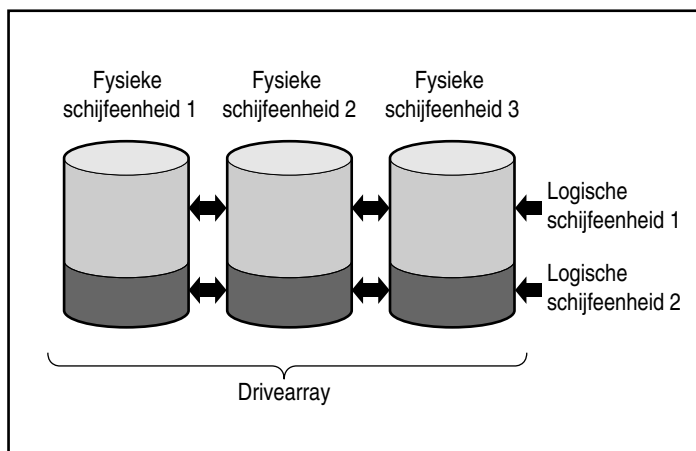 Fysieke
schijfeenheid 1
Fysieke
schijfeenheid 2
Fysieke
schijfeenheid 3
Logische
schijfeenheid 1
Logische
schijfeenheid 2
Drivearray